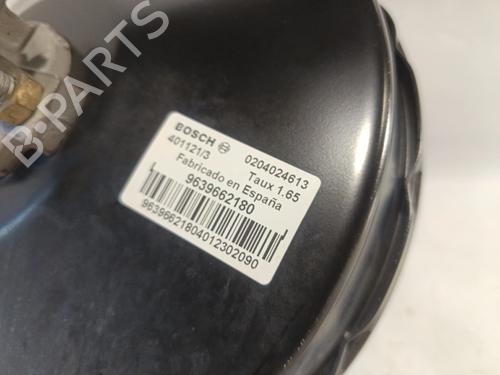 BOSCH
0204024613
401121/3
Taux 1.65
Fabricado en España
9639662180
96396621804012302090
B-PARTS